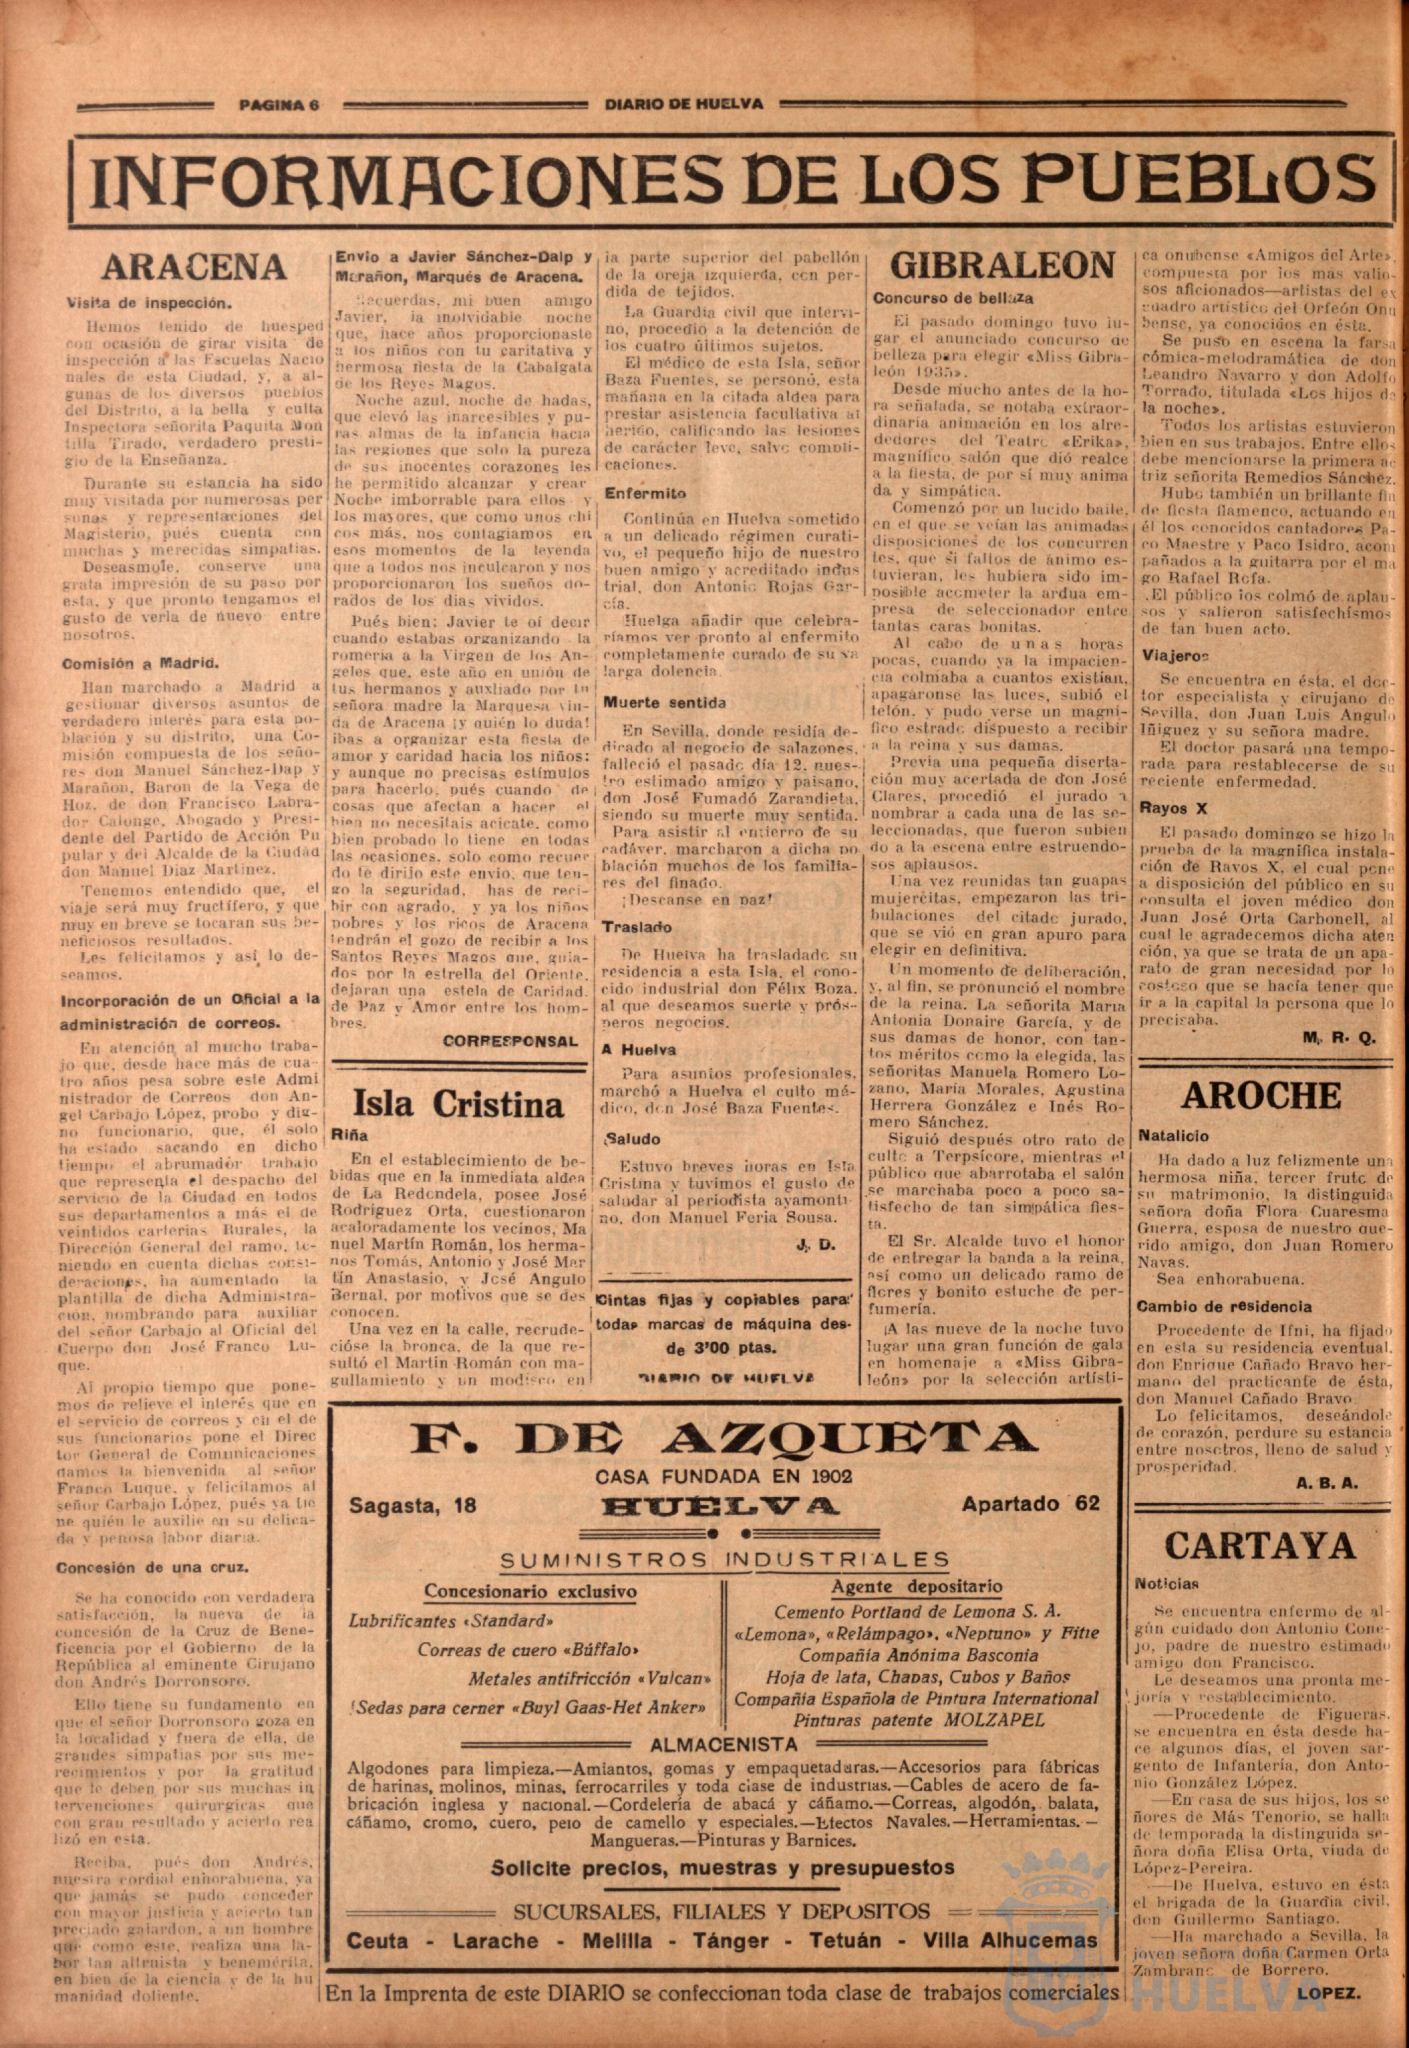 PAGINA 6
DIARIO DE HUELVA
INFORMACIONES DE LOS PUEBLOS
ARACENA
Visita de inspección.
Hemos tenido de huesped
con ocasión de girar visita de
inspección a las Escuelas Nacio
nales de esta Ciudad, y, a al-
gunas de los diversos pueblos
del Distrito, a la bella y culta
Inspectora señorita Paquita Mon
tilla Tirado, verdadero presti-
gio de la Enseñanza.
Durante su estancia ha sido
muy visitada por numerosas per
sonas y representaciones del
Magisterio, pués cuenta con
muchas y merecidas simpatias.
Deseasmole, conserve una
grata impresión de su paso por
esta, y que pronto tengamos el
gusto de verla de nuevo entre
nosotros.
Comisión a Madrid.
Han marchado a Madrid a
gestionar diversos asuntos de
verdadero interés para esta po-
blación y su distrito, una Co-
misión compuesta de los seño-
res don Manuel Sánchez-Dap y
Marañon, Baron de la Vega de
Hoz, de don Francisco Labra-
dor Calonge, Abogado y Presi-
dente del Partido de Acción Pu
pular y del Alcalde de la Ciudad
don Manuel Diaz Martinez.
Tenemos entendido que, el
viaje será muy fructífero, y que
muy en breve se tocaran sus be-
neficiosos resultados.
Les felicitamos y así lo de-
seamos.
Incorporación de un Oficial a la
administración de correos.
En atención al mucho traba-
jo que, desde hace más de cua-
tro años pesa sobre este Admi
nistrador de Correos don An-
gel Carbajo López, probo y dig-
no funcionario, que, él solo
ha estado sacando en dicho
tiempo el abrumador trabajo
que representa el despacho del
servicio de la Ciudad en todos
sus departamentos a más el de
veintidos carterias Rurales, la
Dirección General del ramo, te-
niendo en cuenta dichas consi-
deraciones, ha aumentado la
plantilla de dicha Administra-
ción, nombrando para auxiliar
del señor Carbajo al Oficial del
Cuerpo don José Franco Lu-
que.
Al propio tiempo que pone-
mos de relieve el interés que en
el servicio de correos y en el de
sus funcionarios pone el Direc
tor General de Comunicaciones
damos la bienvenida al señor
Franco Luque, y felicitamos al
señor Carbajo López, pués ya tie
ne quién le auxilie en su delica-
da y penosa labor diaria.
Concesión de una cruz.
Se ha conocido con verdadera
satisfacción, la nueva de la
concesión de la Cruz de Bene-
ficencia por el Gobierno de la
República al eminente Cirujano
don Andrés Dorronsoro.
Ello tiene su fundamento en
que el señor Dorronsoro goza en
la localidad y fuera de ella, de
grandes simpatias por sus me-
recimientos y por la gratitud
que le deben por sus muchas in
tervenciones quirurgicas que
con gran resultado y acierto rea
lizó en esta.
Reciba, pués don Andrés,
nuestra cordial enhorabuena, ya
que jamás se pudo conceder
con mayor justicia y acierto tan
preciado galardon, a un hombre
que como este, realiza una la-
bor tan altruista y benemérita,
en bien de la ciencia y de la hu
manidad doliente.
Envio a Javier Sánchez-Dalp y
Marañon, Marqués de Aracena.
Recuerdas, mi buen amigo
Javier, la inolvidable noche
que, hace años proporcionaste
a los niños con tu caritativa y
hermosa fiesta de la Cabalgata
de los Reyes Magos.
Noche azul, noche de hadas,
que elevó las inarcesibles y pu-
ras almas de la infancia hacia
las regiones que solo la pureza
de sus inocentes corazones les
he permitido alcanzar y crear
Noche imborrable para ellos y
los mayores, que como unos chi
cos más, nos contagiamos en
esos momentos de la leyenda
que a todos nos inculcaron y nos
proporcionaron los sueños do-
rados de los dias vividos.
Pués bien: Javier te oí decir
cuando estabas organizando la
romería a la Virgen de los An-
geles que, este año en unión de
tus hermanos y auxliado por tu
señora madre la Marquesa viu-
da de Aracena ¡y quién lo duda!
ibas a organizar esta fiesta de
amor y caridad hacia los niños;
y aunque no precisas estímulos
para hacerlo, pués cuando de
cosas que afectan a hacer el
bien no necesitais acicate, como
bien probado lo tiene en todas
las ocasiones, solo como recuer
do te dirijo este envio, que ten-
go la seguridad, has de reci-
bir con agrado, y ya los niños
pobres y los ricos de Aracena
tendrán el gozo de recibir a los
Santos Reyes Magos que, guia-
dos por la estrella del Oriente,
dejaran una estela de Caridad,
de Paz y Amor entre los hom-
bres.
CORRESPONSAL
Isla Cristina
Riña
En el establecimiento de be-
bidas que en la inmediata aldea
de La Redondela, posee José
Rodríguez Orta, cuestionaron
acaloradamente los vecinos, Ma
nuel Martín Román, los herma-
nos Tomás, Antonio y José Mar
tín Anastasio, y José Angulo
Bernal, por motivos que se des
conocen.
Una vez en la calle, recrude-
cióse la bronca, de la que re-
sultó el Martin Román con ma-
gullamiento y un modisco en
la parte superior del pabellón
de la oreja izquierda, con per-
dida de tejidos.
La Guardia civil que intervi-
no, procedió a la detención de
los cuatro últimos sujetos.
El médico de esta Isla, señor
Baza Fuentes, se personó, esta
mañana en la citada aldea para
prestar asistencia facultativa al
herido, calificando las lesiones
de carácter leve, salvo compli-
caciones.
Enfermito
Continúa en Huelva sometido
a un delicado régimen curati-
vo, el pequeño hijo de nuestro
buen amigo y acreditado indus
trial, don Antonio Rojas Gar-
cía.
Huelga añadir que celebra-
ríamos ver pronto al enfermito
completamente curado de su ya
larga dolencia.
Muerte sentida
En Sevilla, donde residía de-
dicado al negocio de salazones,
falleció el pasado día 12, nues-
tro estimado amigo y paisano,
don José Fumadó Zarandieta,
siendo su muerte muy sentida.
Para asistir al entierro de su
cadáver, marcharon a dicha po
blación muchos de los familia-
res del finado.
¡Descanse en paz!
Traslado
De Huelva ha trasladado su
residencia a esta Isla, el cono-
cido industrial don Félix Boza,
al que deseamos suerte y prós-
peros negocios.
A Huelva
Para asuntos profesionales,
marchó a Huelva el culto mé-
dico, don José Baza Fuentes.
Saludo
Estuvo breves horas en Isla
Cristina y tuvimos el gusto de
saludar al periodista ayamonti-
no, don Manuel Feria Sousa.
J. D.
Cintas fijas y copiables para
todas marcas de máquina des-
de 3'00 ptas.
DIARIO DE HUELVA
GIBRALEON
Concurso de belleza
El pasado domingo tuvo lu-
gar el anunciado concurso de
belleza para elegir «Miss Gibra-
león 1935».
Desde mucho antes de la ho-
ra señalada, se notaba extraor-
dinaria animación en los alre-
dedores del Teatro «Erika»,
magnífico salón que dió realce
a la fiesta, de por sí muy anima
da y simpática.
Comenzó por un lucido baile,
en el que se veían las animadas
disposiciones de los concurren
tes, que si faltos de ánimo es-
tuvieran, les hubiera sido im-
posible acometer la ardua em-
presa de seleccionador entre
tantas caras bonitas.
Al cabo de unas horas
pocas, cuando ya la impacien-
cia colmaba a cuantos existían,
apagáronse las luces, subió el
telón, y pudo verse un magní-
fico estrado dispuesto a recibir
a la reina y sus damas.
Previa una pequeña diserta-
ción muy acertada de don José
Clares, procedió el jurado a
nombrar a cada una de las se-
leccionadas, que fueron subien
do a la escena entre estruendo-
sos aplausos.
Una vez reunidas tan guapas
mujercitas, empezaron las tri-
bulaciones del citado jurado,
que se vió en gran apuro para
elegir en definitiva.
Un momento de deliberación,
y, al fin, se pronunció el nombre
de la reina. La señorita María
Antonia Donaire García, y de
sus damas de honor, con tan-
tos méritos como la elegida, las
señoritas Manuela Romero Lo-
zano, María Morales, Agustina
Herrera González e Inés Ro-
mero Sánchez.
Siguió después otro rato de
culto a Terpsícore, mientras el
público que abarrotaba el salón
se marchaba poco a poco sa-
tisfecho de tan simpática fies-
ta.
El Sr. Alcalde tuvo el honor
de entregar la banda a la reina,
así como un delicado ramo de
flores y bonito estuche de per-
fumería.
¡A las nueve de la noche tuvo
lugar una gran función de gala
en homenaje a «Miss Gibra-
león» por la selección artísti-
ca onubense «Amigos del Arte»,
compuesta por los mas valio-
sos aficionados—artistas del ex
cuadro artistico del Orfeón Onu
bense, ya conocidos en ésta.
Se puso en escena la farsa
cómica-melodramática de don
Leandro Navarro y don Adolfo
Torrado, titulada «Los hijos de
la noche».
Todos los artistas estuvieron
bien en sus trabajos. Entre ellos
debe mencionarse la primera ac
triz señorita Remedios Sánchez.
Hubo también un brillante fin
de fiesta flamenco, actuando en
él los conocidos cantadores Pa-
co Maestre y Paco Isidro, acom
pañados a la guitarra por el ma
go Rafael Rofa.
El público los colmó de aplau-
sos y salieron satisfechísmos
de tan buen acto.
Viajeros
Se encuentra en ésta, el doc-
tor especialista y cirujano de
Sevilla, don Juan Luis Angulo
Iñiguez y su señora madre.
El doctor pasará una tempo-
rada para restablecerse de su
reciente enfermedad.
Rayos X
El pasado domingo se hizo la
prueba de la magnífica instala-
ción de Rayos X, el cual pone
a disposición del público en su
consulta el joven médico don
Juan José Orta Carbonell, al
cual le agradecemos dicha aten
ción, ya que se trata de un apa-
rato de gran necesidad por lo
costoso que se hacía tener que
ir a la capital la persona que lo
precisaba.
M. R. Q.
AROCHE
Natalicio
Ha dado a luz felizmente una
hermosa niña, tercer fruto de
su matrimonio, la distinguida
señora doña Flora Cuaresma
Guerra, esposa de nuestro que-
rido amigo, don Juan Romero
Navas.
Sea enhorabuena.
Cambio de residencia
Procedente de Ifni, ha fijado
en esta su residencia eventual,
don Enrique Cañado Bravo her-
mano del practicante de ésta,
don Manuel Cañado Bravo.
Lo felicitamos, deseándole
de corazón, perdure su estancia
entre nosotros, lleno de salud y
prosperidad.
A. B. A.
CARTAYA
Noticias
Se encuentra enfermo de al-
gún cuidado don Antonio Cone-
jo, padre de nuestro estimado
amigo don Francisco.
Le deseamos una pronta me-
joría y restablecimiento.
—Procedente de Figueras,
se encuentra en ésta desde ha-
ce algunos días, el joven sar-
gento de Infantería, don Anto-
nio González López.
—En casa de sus hijos, los se
ñores de Más Tenorio, se halla
de temporada la distinguida se-
ñora doña Elisa Orta, viuda de
López-Pereira.
—De Huelva, estuvo en ésta
el brigada de la Guardia civil,
don Guillermo Santiago.
—Ha marchado a Sevilla, la
joven señora doña Carmen Orta
Zambrano de Borrero.
LOPEZ.
F. DE AZQUETA
CASA FUNDADA EN 1902
Sagasta, 18 HUELVA Apartado 62
SUMINISTROS INDUSTRIALES
Concesionario exclusivo
Lubrificantes «Standard»
Correas de cuero «Búffalo»
Metales antifricción «Vulcan»
Sedas para cerner «Buyl Gaas-Het Anker»
Agente depositario
Cemento Portland de Lemona S. A.
«Lemona», «Relámpago», «Neptuno» y Fitie
Compañia Anónima Basconia
Hoja de lata, Chapas, Cubos y Baños
Compañia Española de Pintura International
Pinturas patente MOLZAPEL
ALMACENISTA
Algodones para limpieza.—Amiantos, gomas y empaquetaduras.—Accesorios para fábricas
de harinas, molinos, minas, ferrocarriles y toda clase de industrias.—Cables de acero de fa-
bricación inglesa y nacional.—Cordelería de abacá y cáñamo.—Correas, algodón, balata,
cáñamo, cromo, cuero, pelo de camello y especiales.—Efectos Navales.—Herramientas.—
Mangueras.—Pinturas y Barnices.
Solicite precios, muestras y presupuestos
SUCURSALES, FILIALES Y DEPOSITOS
Ceuta - Larache - Melilla - Tánger - Tetuán - Villa Alhucemas
En la Imprenta de este DIARIO se confeccionan toda clase de trabajos comerciales
HUELVA